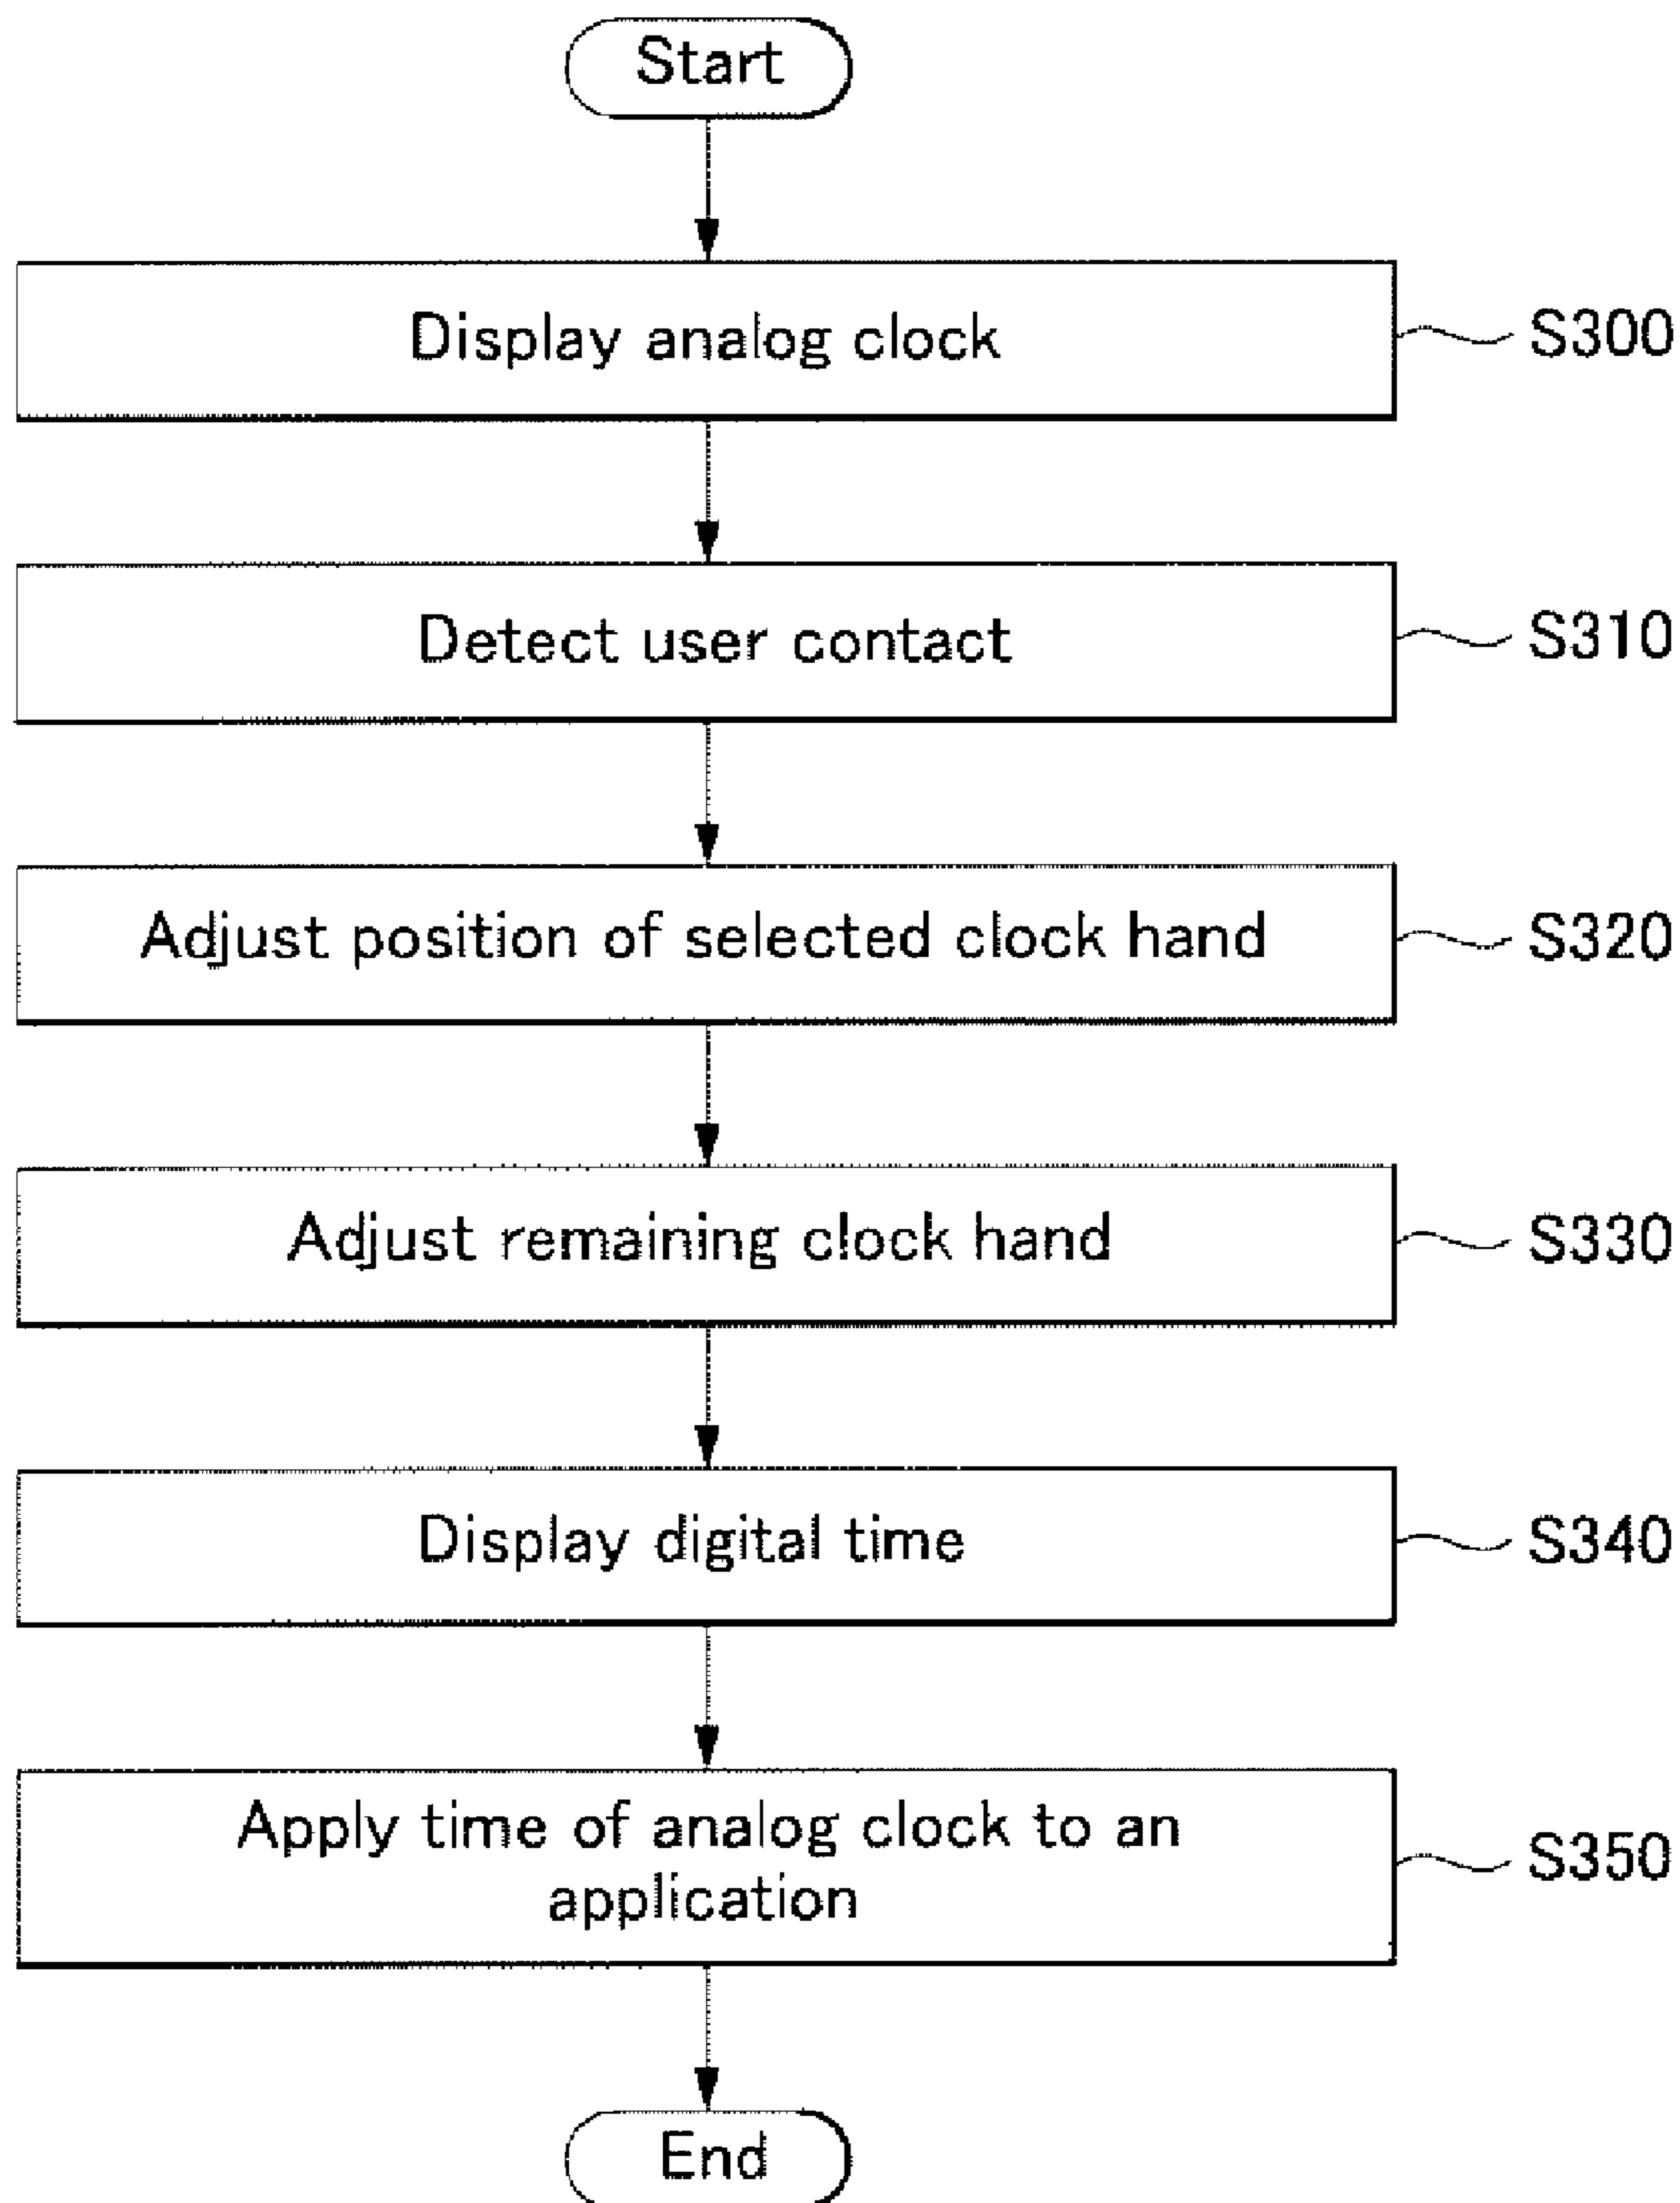 Start
Display analog clock
S300
Detect user contact
S310
Adjust position of selected clock hand
S320
Adjust remaining clock hand
S330
Display digital time
S340
Apply time of analog clock to an
application
S350
End